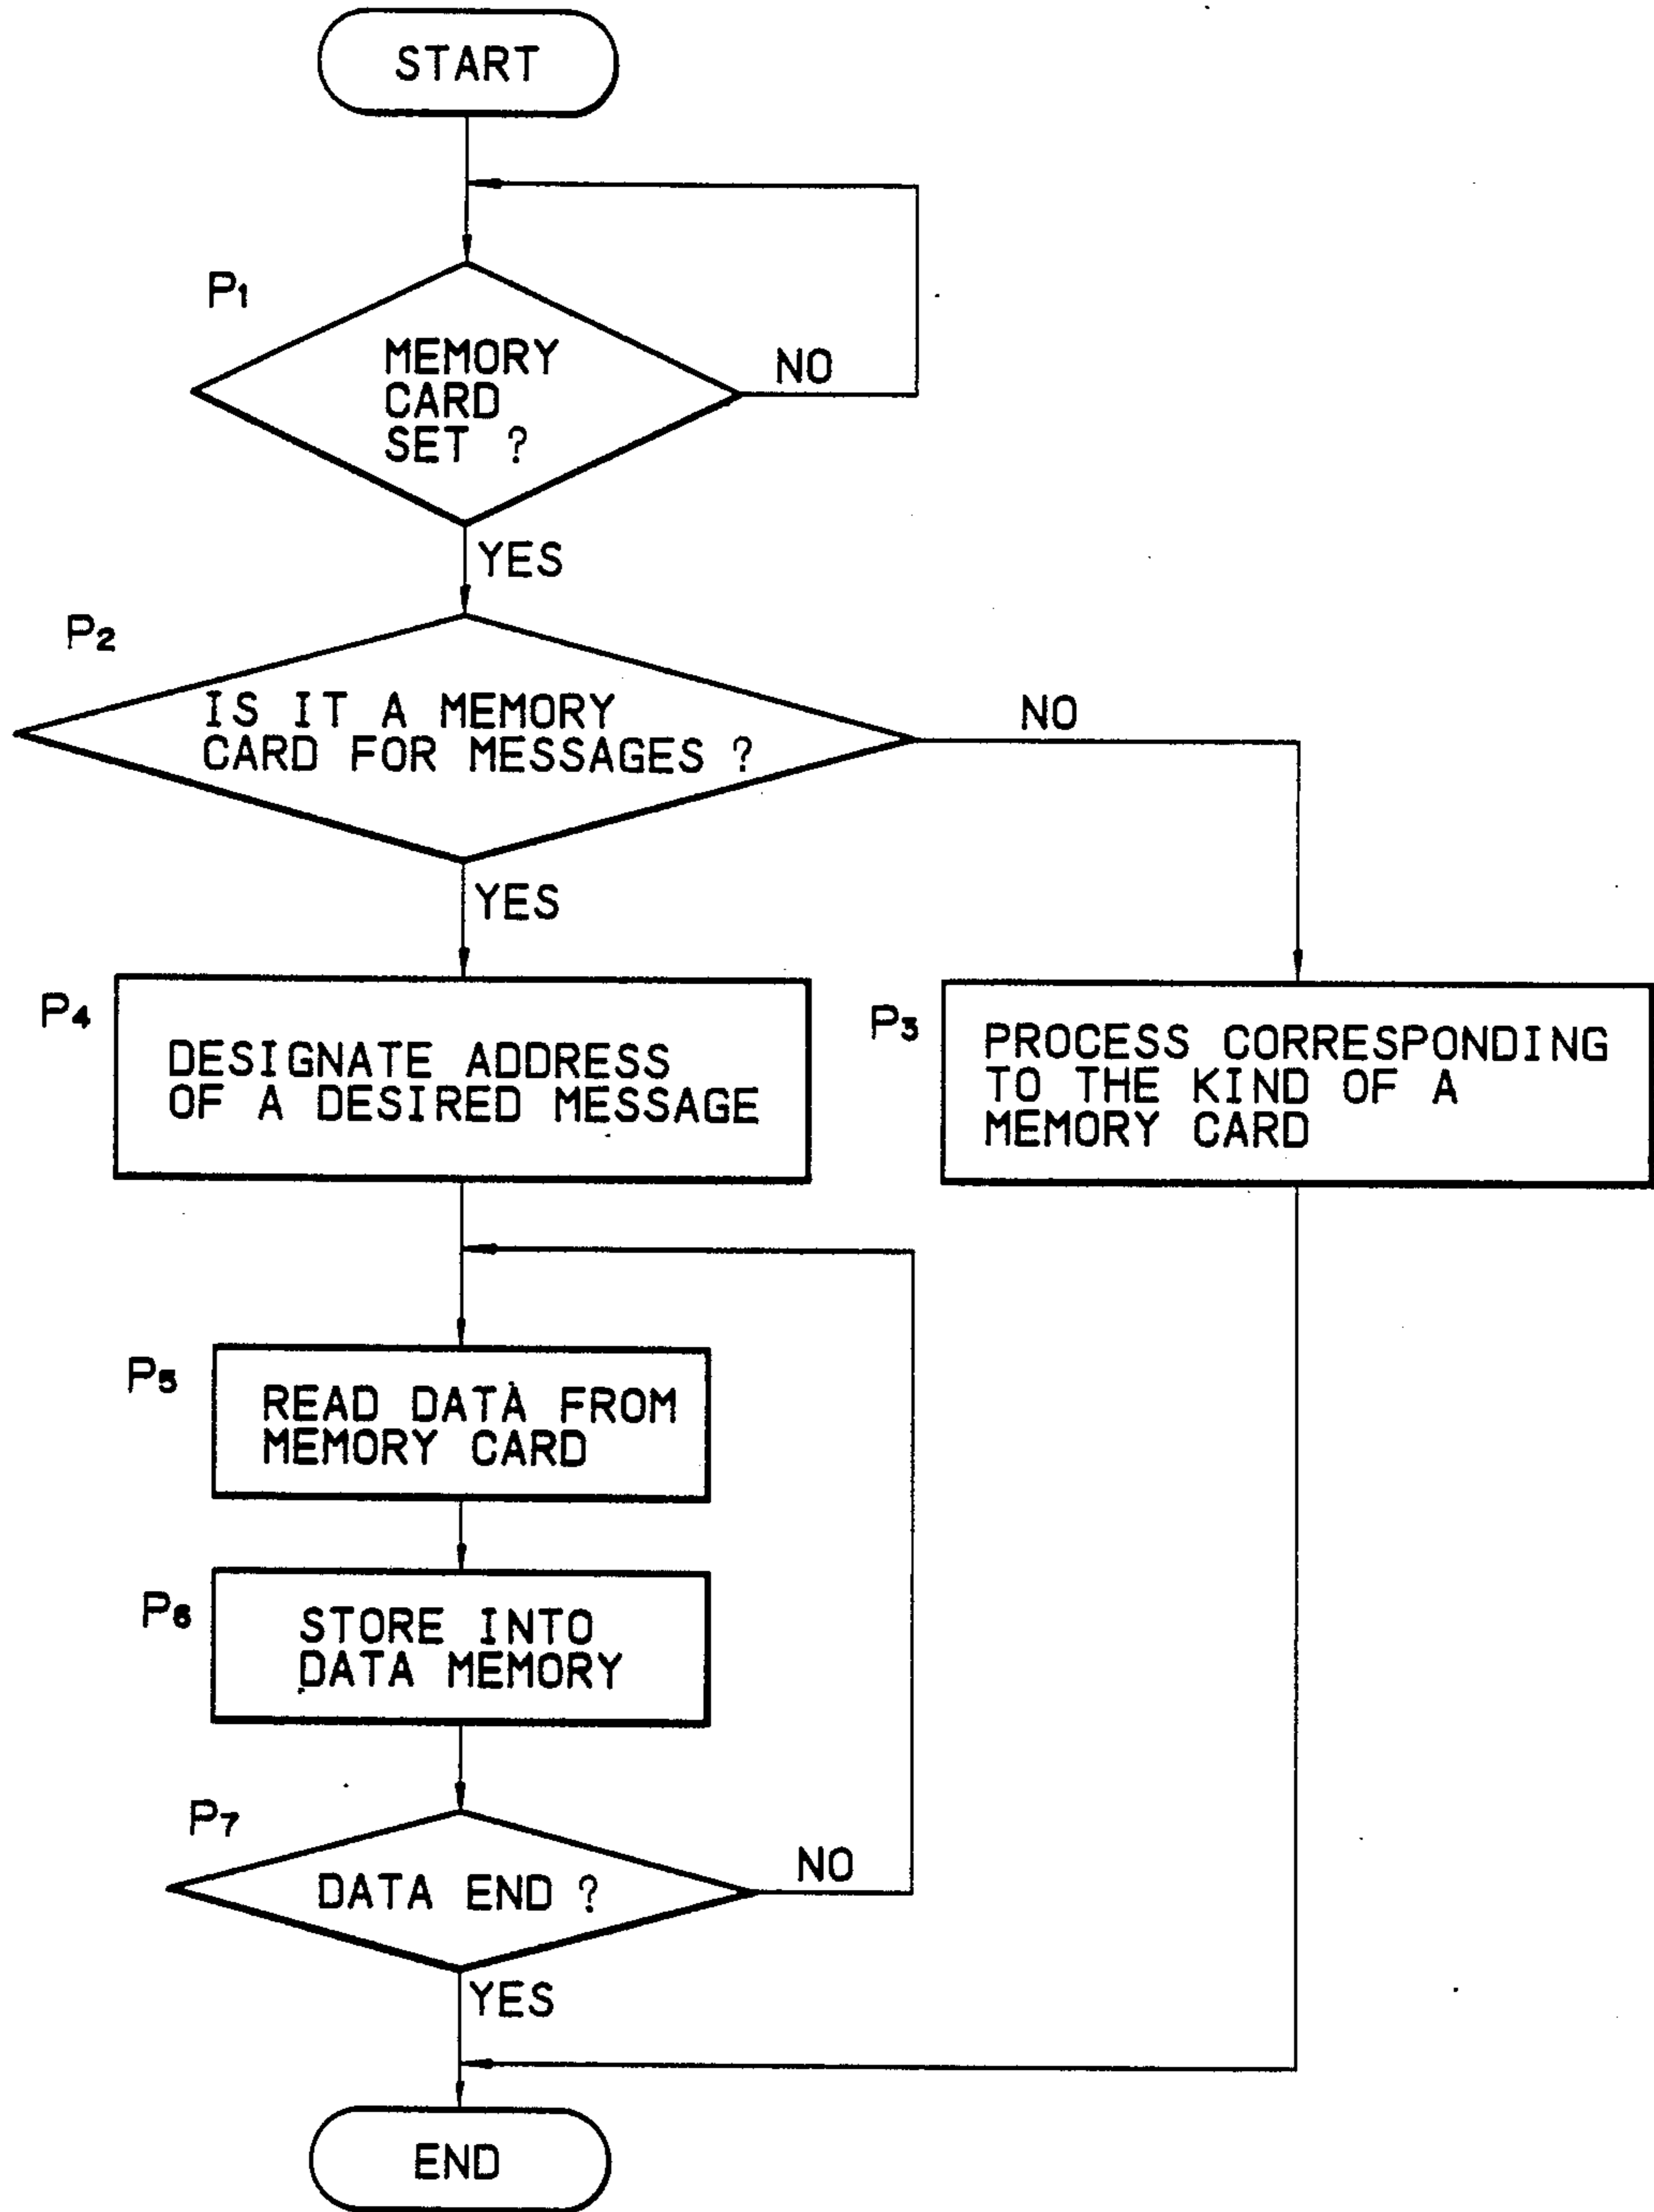 START
P1
MEMORY
CARD
SET ?
NO
YES
P2
IS IT A MEMORY
CARD FOR MESSAGES ?
NO
YES
P4
DESIGNATE ADDRESS
OF A DESIRED MESSAGE
P3
PROCESS CORRESPONDING
TO THE KIND OF A
MEMORY CARD
P5
READ DATA FROM
MEMORY CARD
P6
STORE INTO
DATA MEMORY
P7
DATA END ?
NO
YES
END